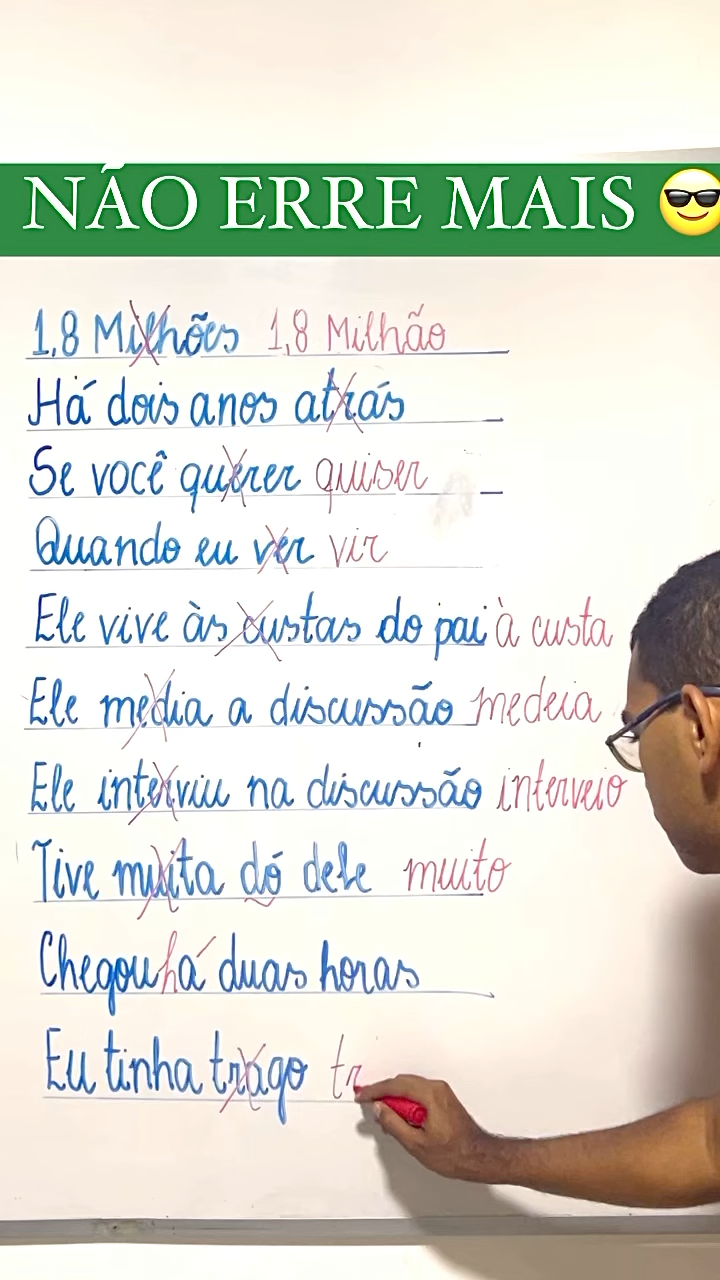 NÃO ERRE MAIS 😎
1,8 Milhões 1,8 Milhão
Há dois anos atrás
Se você querer quiser
Quando eu ver vir
Ele vive às custas do pai à custa
Ele media a discussão medeia
Ele interviu na discussão interveio
Tive muita dó dele muito
Chegou há duas horas
Eu tinha trago tr